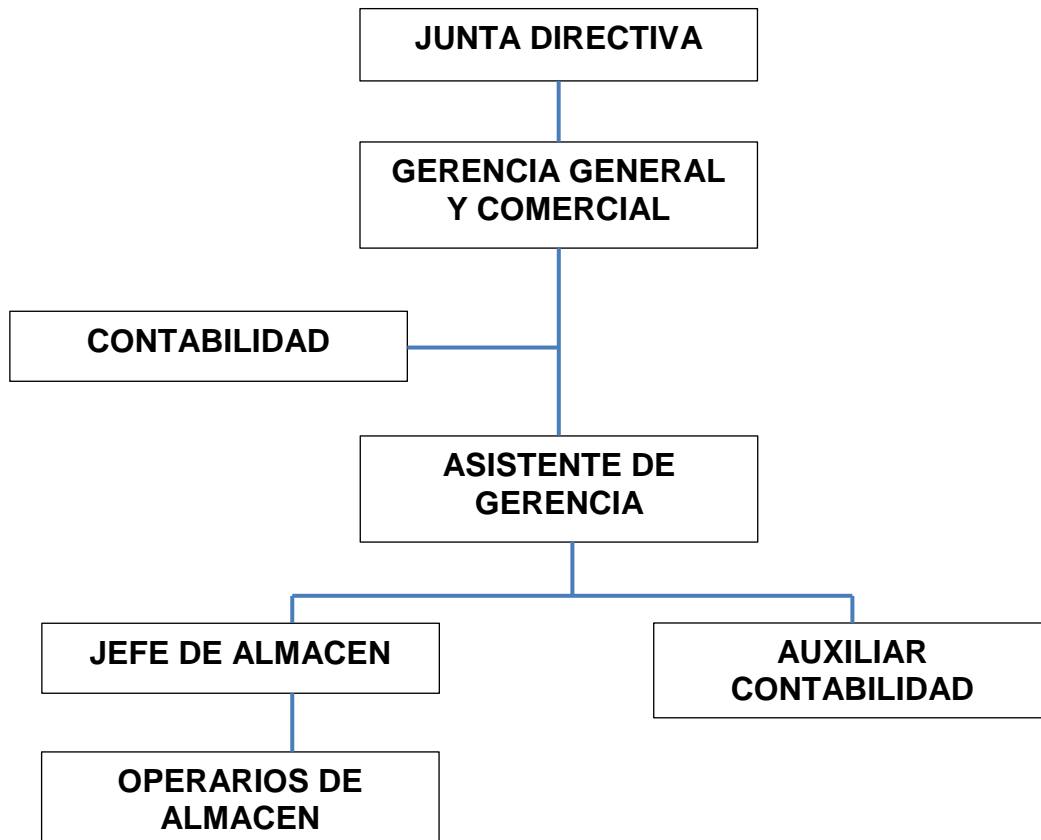 JUNTA DIRECTIVA
GERENCIA GENERAL
Y COMERCIAL
CONTABILIDAD
ASISTENTE DE
GERENCIA
JEFE DE ALMACEN
AUXILIAR
CONTABILIDAD
OPERARIOS DE
ALMACEN